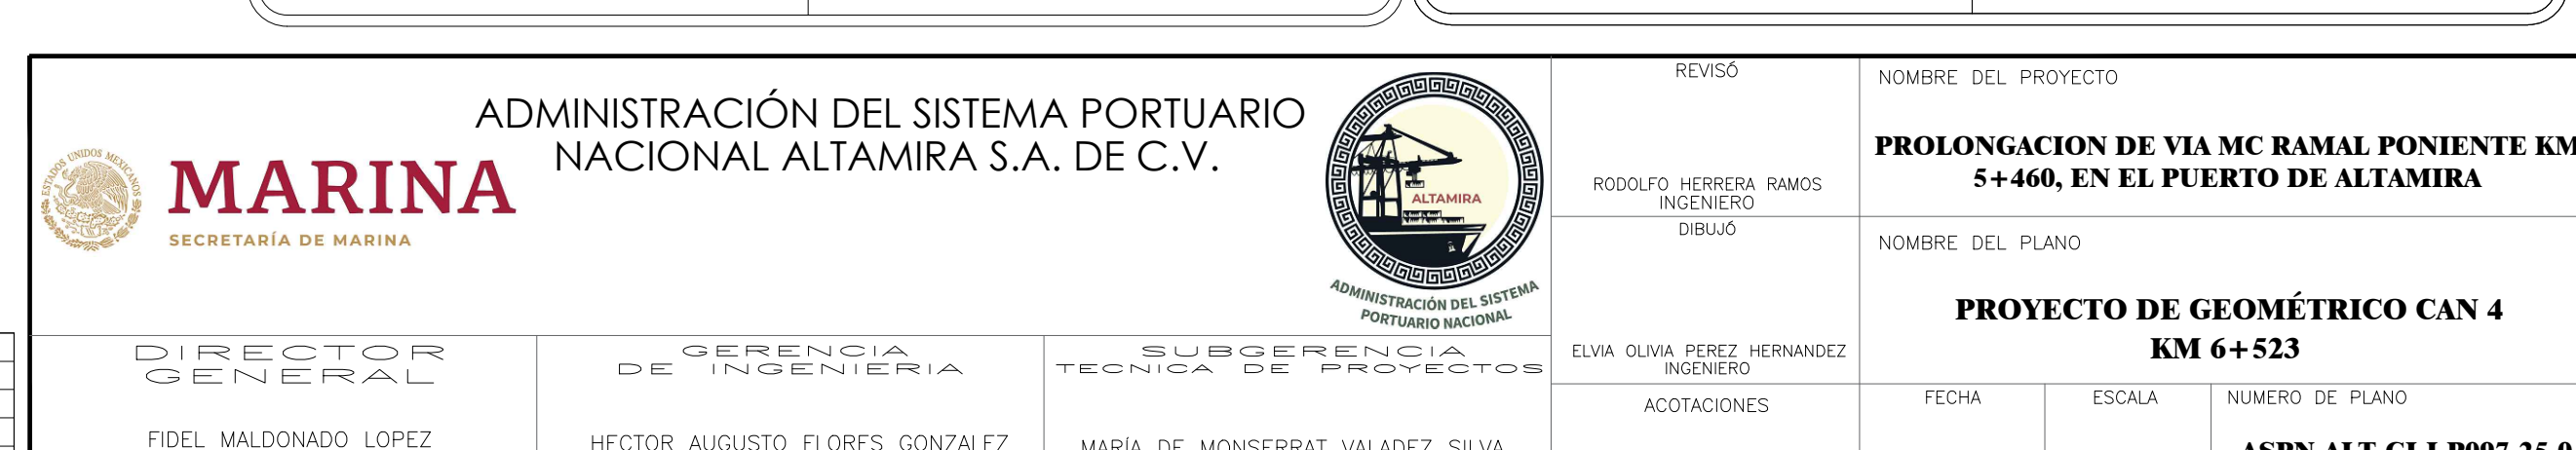 ADMINISTRACIÓN DEL SISTEMA PORTUARIO
NACIONAL ALTAMIRA S.A. DE C.V.
ESTADOS UNIDOS MEXICANOS
MARINA
SECRETARÍA DE MARINA
ALTAMIRA
ADMINISTRACIÓN DEL SISTEMA
PORTUARIO NACIONAL
REVISÓ
RODOLFO HERRERA RAMOS
INGENIERO
DIBUJÓ
ELVIA OLIVIA PEREZ HERNANDEZ
INGENIERO
ACOTACIONES
NOMBRE DEL PROYECTO
PROLONGACION DE VIA MC RAMAL PONIENTE KM
5+460, EN EL PUERTO DE ALTAMIRA
NOMBRE DEL PLANO
PROYECTO DE GEOMÉTRICO CAN 4
KM 6+523
FECHA
ESCALA
NUMERO DE PLANO
DIRECTOR
GENERAL
FIDEL MALDONADO LOPEZ
GERENCIA
DE INGENIERIA
HECTOR AUGUSTO FLORES GONZALEZ
SUBGERENCIA
TECNICA DE PROYECTOS
MARÍA DE MONSERRAT VALADEZ SILVA